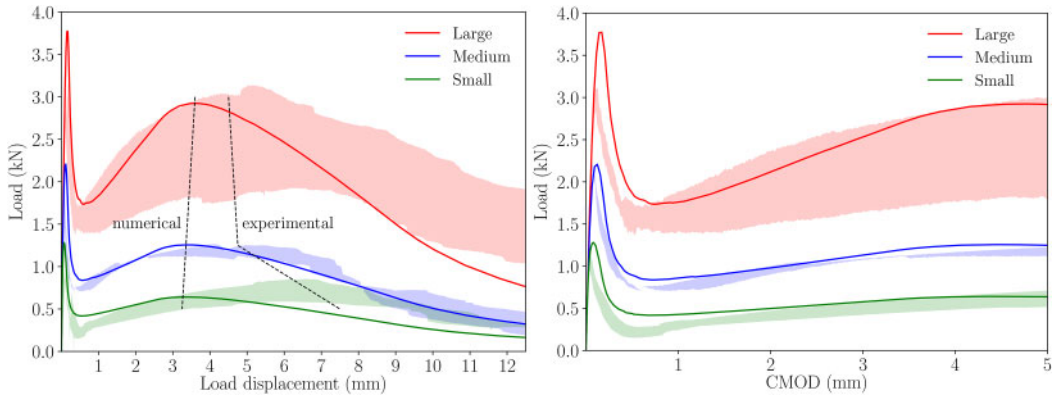 4.0
3.5
3.0
2.5
2.0
1.5
1.0
0.5
0.0
Load (kN)
Large
Medium
Small
numerical
experimental
1 2 3 4 5 6 7 8 9 10 11 12
Load displacement (mm)
4.0
3.5
3.0
2.5
2.0
1.5
1.0
0.5
0.0
Load (kN)
Large
Medium
Small
1 2 3 4 5
CMOD (mm)